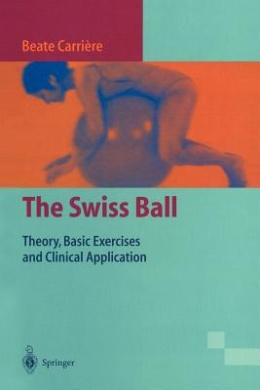 Beate Carrière
The Swiss Ball
Theory, Basic Exercises
and Clinical Application
Springer